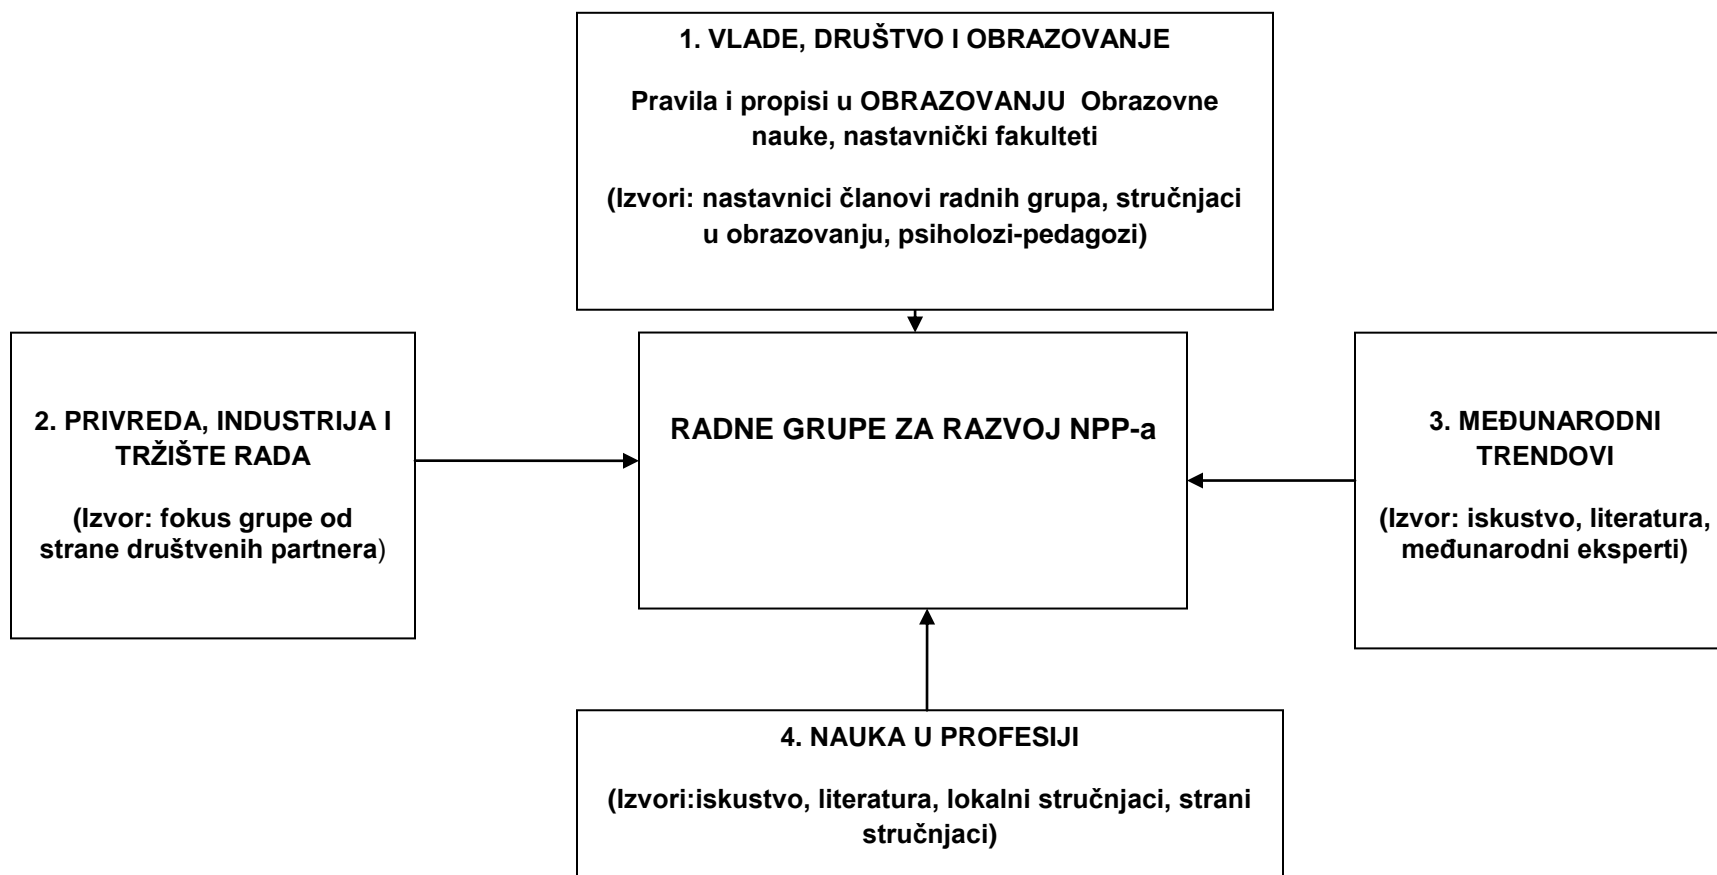 1. VLADE, DRUŠTVO I OBRAZOVANJE
Pravila i propisi u OBRAZOVANJU  Obrazovne
nauke, nastavnički fakulteti
(Izvori: nastavnici članovi radnih grupa, stručnjaci
u obrazovanju, psiholozi-pedagozi)
2. PRIVREDA, INDUSTRIJA I
TRŽIŠTE RADA
(Izvor: fokus grupe od
strane društvenih partnera)
RADNE GRUPE ZA RAZVOJ NPP-a
3. MEĐUNARODNI
TRENDOVI
(Izvor: iskustvo, literatura,
međunarodni eksperti)
4. NAUKA U PROFESIJI
(Izvori:iskustvo, literatura, lokalni stručnjaci, strani
stručnjaci)